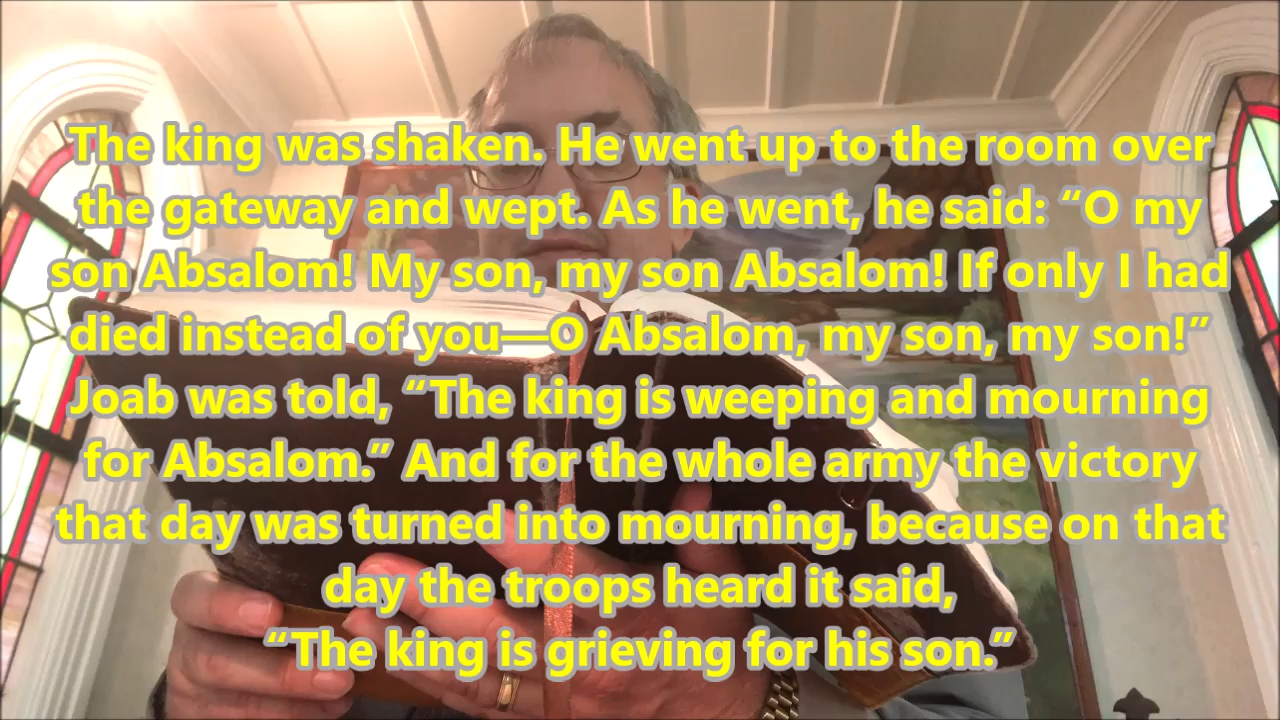 The king was shaken. He went up to the room over
the gateway and wept. As he went, he said: “O my
son Absalom! My son, my son Absalom! If only I had
died instead of you—O Absalom, my son, my son!”
Joab was told, “The king is weeping and mourning
for Absalom.” And for the whole army the victory
that day was turned into mourning, because on that
day the troops heard it said,
“The king is grieving for his son.”